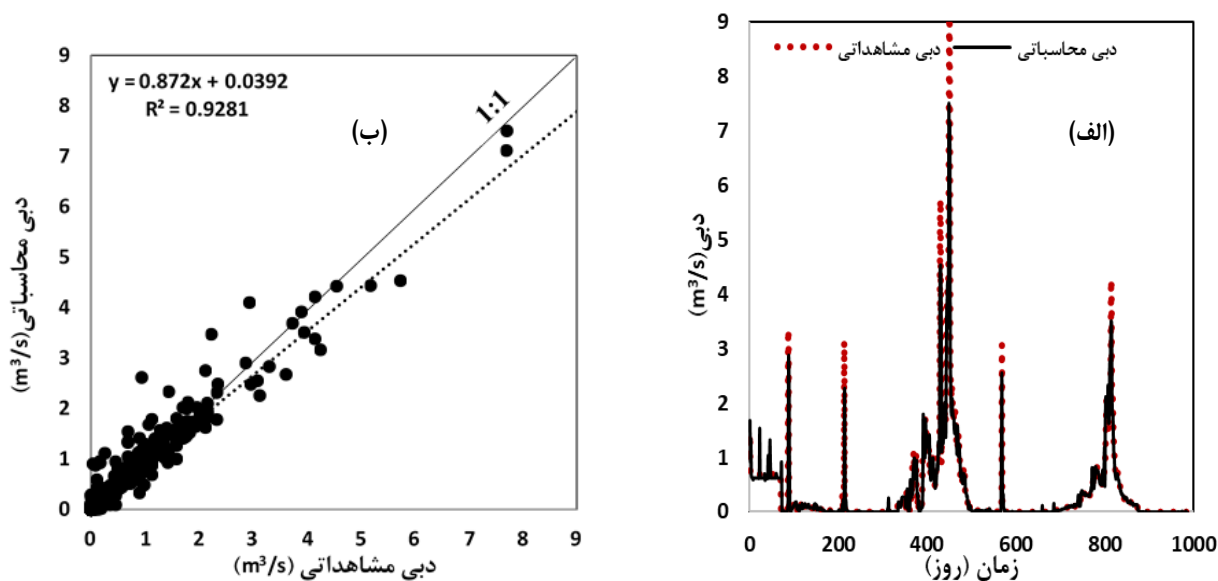 دبی محاسباتی
دبی مشاهداتی
(الف)
9
8
7
6
5
4
3
2
1
0
دبی(m³/s)
0
200
400
600
800
1000
زمان (روز)
y = 0.872x + 0.0392
R² = 0.9281
(ب)
1:1
9
8
7
6
5
4
3
2
1
0
دبی محاسباتی(m³/s)
0 1 2 3 4 5 6 7 8 9
دبی مشاهداتی (m³/s)